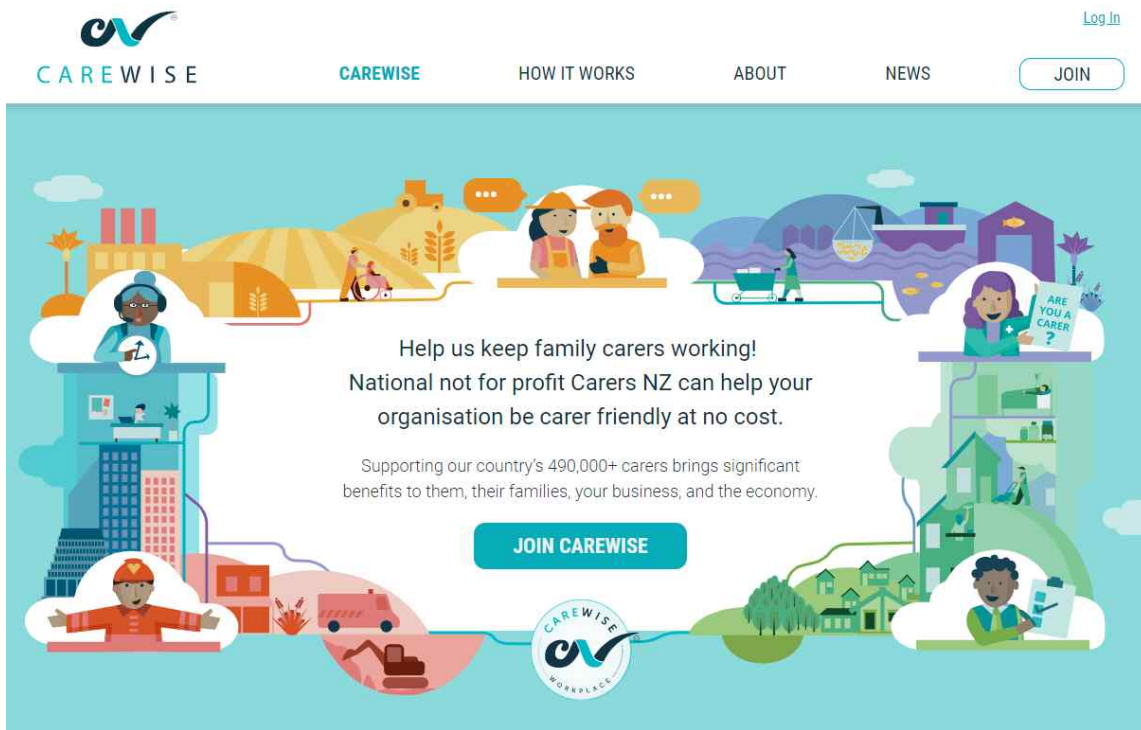 Log In
CAREWISE
CAREWISE
HOW IT WORKS
ABOUT
NEWS
JOIN
ARE
YOU A
CARER
?
Help us keep family carers working!
National not for profit Carers NZ can help your
organisation be carer friendly at no cost.
Supporting our country's 490,000+ carers brings significant
benefits to them, their families, your business, and the economy.
JOIN CAREWISE
CAREWISE
WORKPLACE